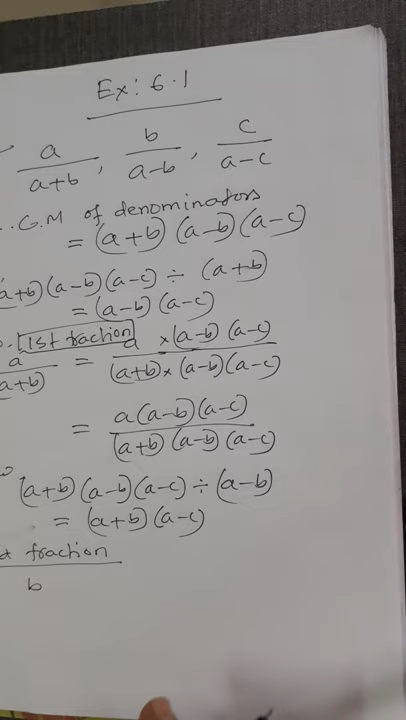 Ex: 6.1
a/(a+b), b/(a-b), c/(a-c)
C.M of denominators
= (a+b) (a-b) (a-c)
a+b)(a-b)(a-c) ÷ (a+b)
= (a-b) (a-c)
1st fraction
a/(a+b) = a × (a-b) (a-c)/(a+b) × (a-b)(a-c)
= a(a-b)(a-c)/(a+b) (a-b) (a-c)
(a+b) (a-b) (a-c) ÷ (a-b)
= (a+b) (a-c)
fraction
b